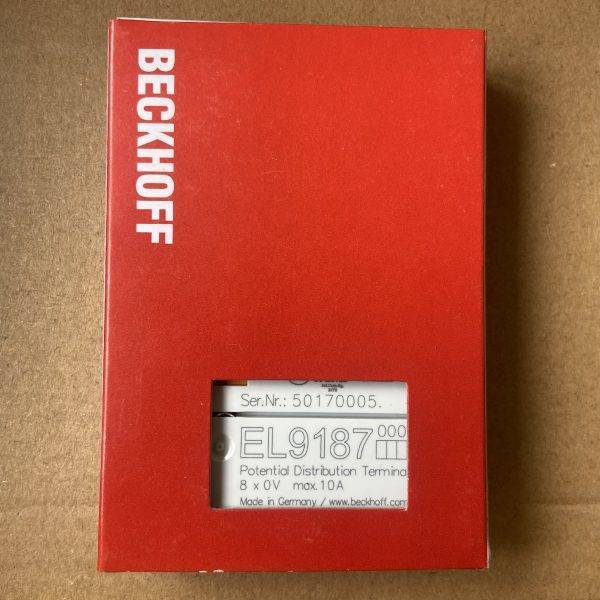 BECKHOFF
Ser.Nr.: 50170005.
EL9187 000
Potential Distribution Termina
8 x 0V max.10A
Made in Germany / www.beckhoff.com